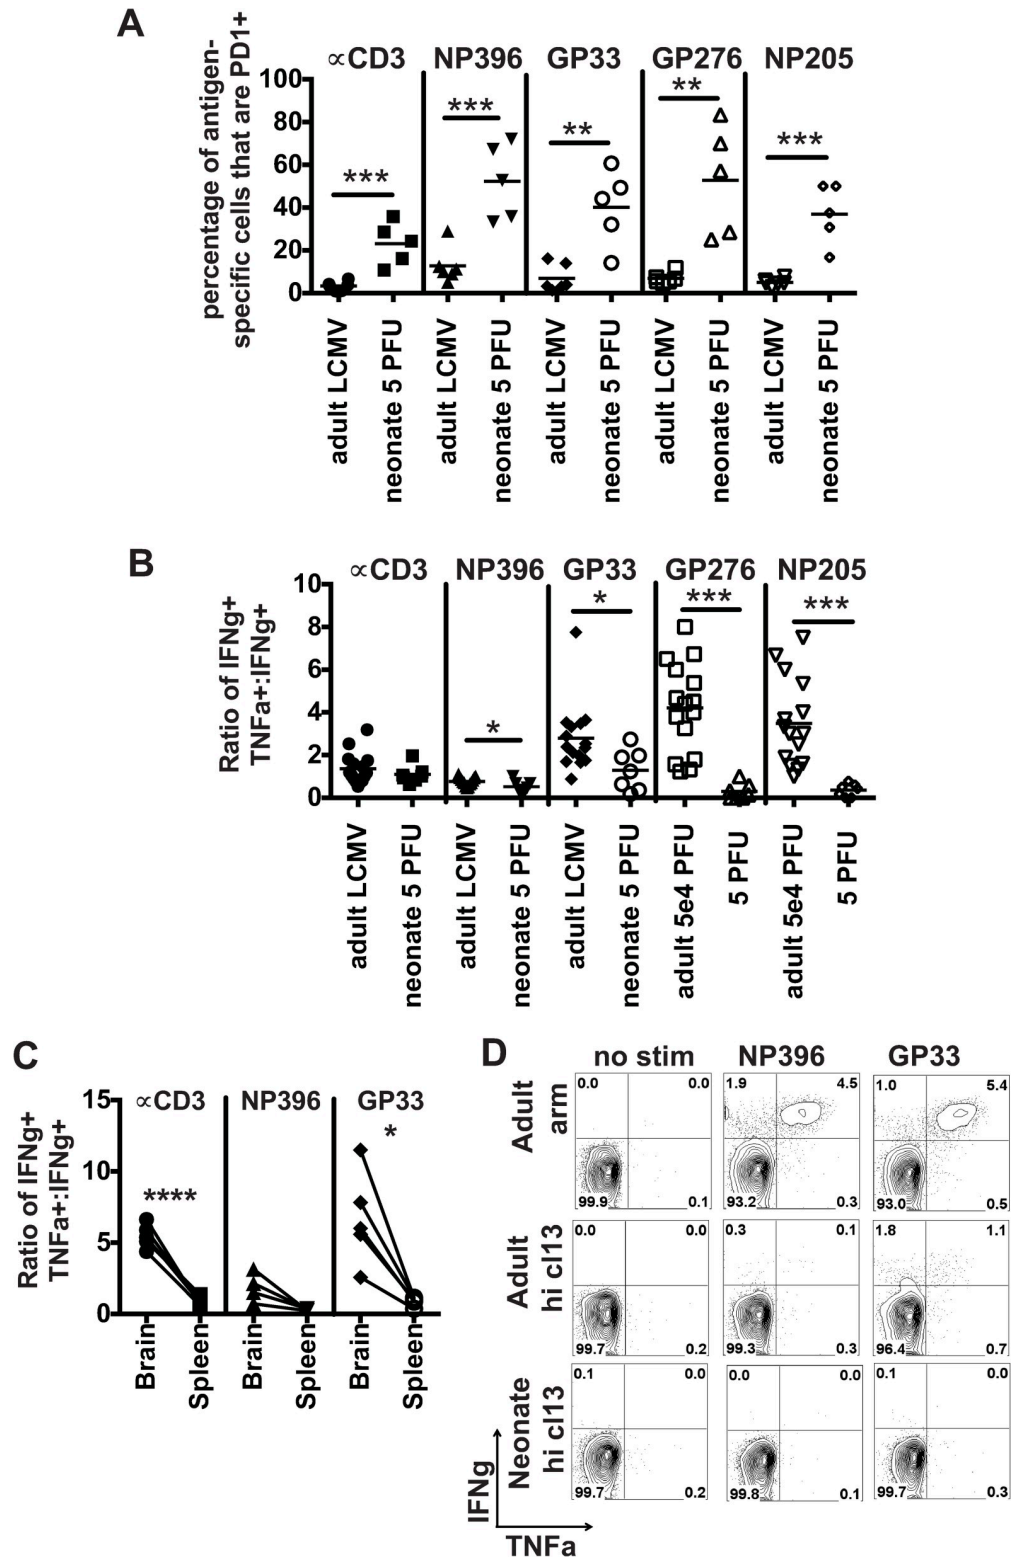 A
∝CD3 NP396 GP33 GP276 NP205
percentage of antigen-
specific cells that are PD1+
100
80
60
40
20
0
*** *** ** ** ***
adult LCMV
neonate 5 PFU
adult LCMV
neonate 5 PFU
adult LCMV
neonate 5 PFU
adult LCMV
neonate 5 PFU
adult LCMV
neonate 5 PFU
B
∝CD3 NP396 GP33 GP276 NP205
Ratio of IFNg+
TNFa+:IFNg+
10
8
6
4
2
0
* * *** ***
adult LCMV
neonate 5 PFU
adult LCMV
neonate 5 PFU
adult LCMV
neonate 5 PFU
adult 5e4 PFU
5 PFU
adult 5e4 PFU
5 PFU
C
∝CD3 NP396 GP33
Ratio of IFNg+
TNFa+:IFNg+
15
10
5
0
**** *
Brain
Spleen
Brain
Spleen
Brain
Spleen
D
no stim NP396 GP33
Adult
arm
0.0 0.0 1.9 4.5 1.0 5.4
99.9 0.1 93.2 0.3 93.0 0.5
Adult
hi cl13
0.0 0.0 0.3 0.1 1.8 1.1
99.7 0.2 99.3 0.3 96.4 0.7
Neonate
hi cl13
0.1 0.0 0.0 0.0 0.1 0.0
99.7 0.2 99.8 0.1 99.7 0.3
IFNg
TNFa